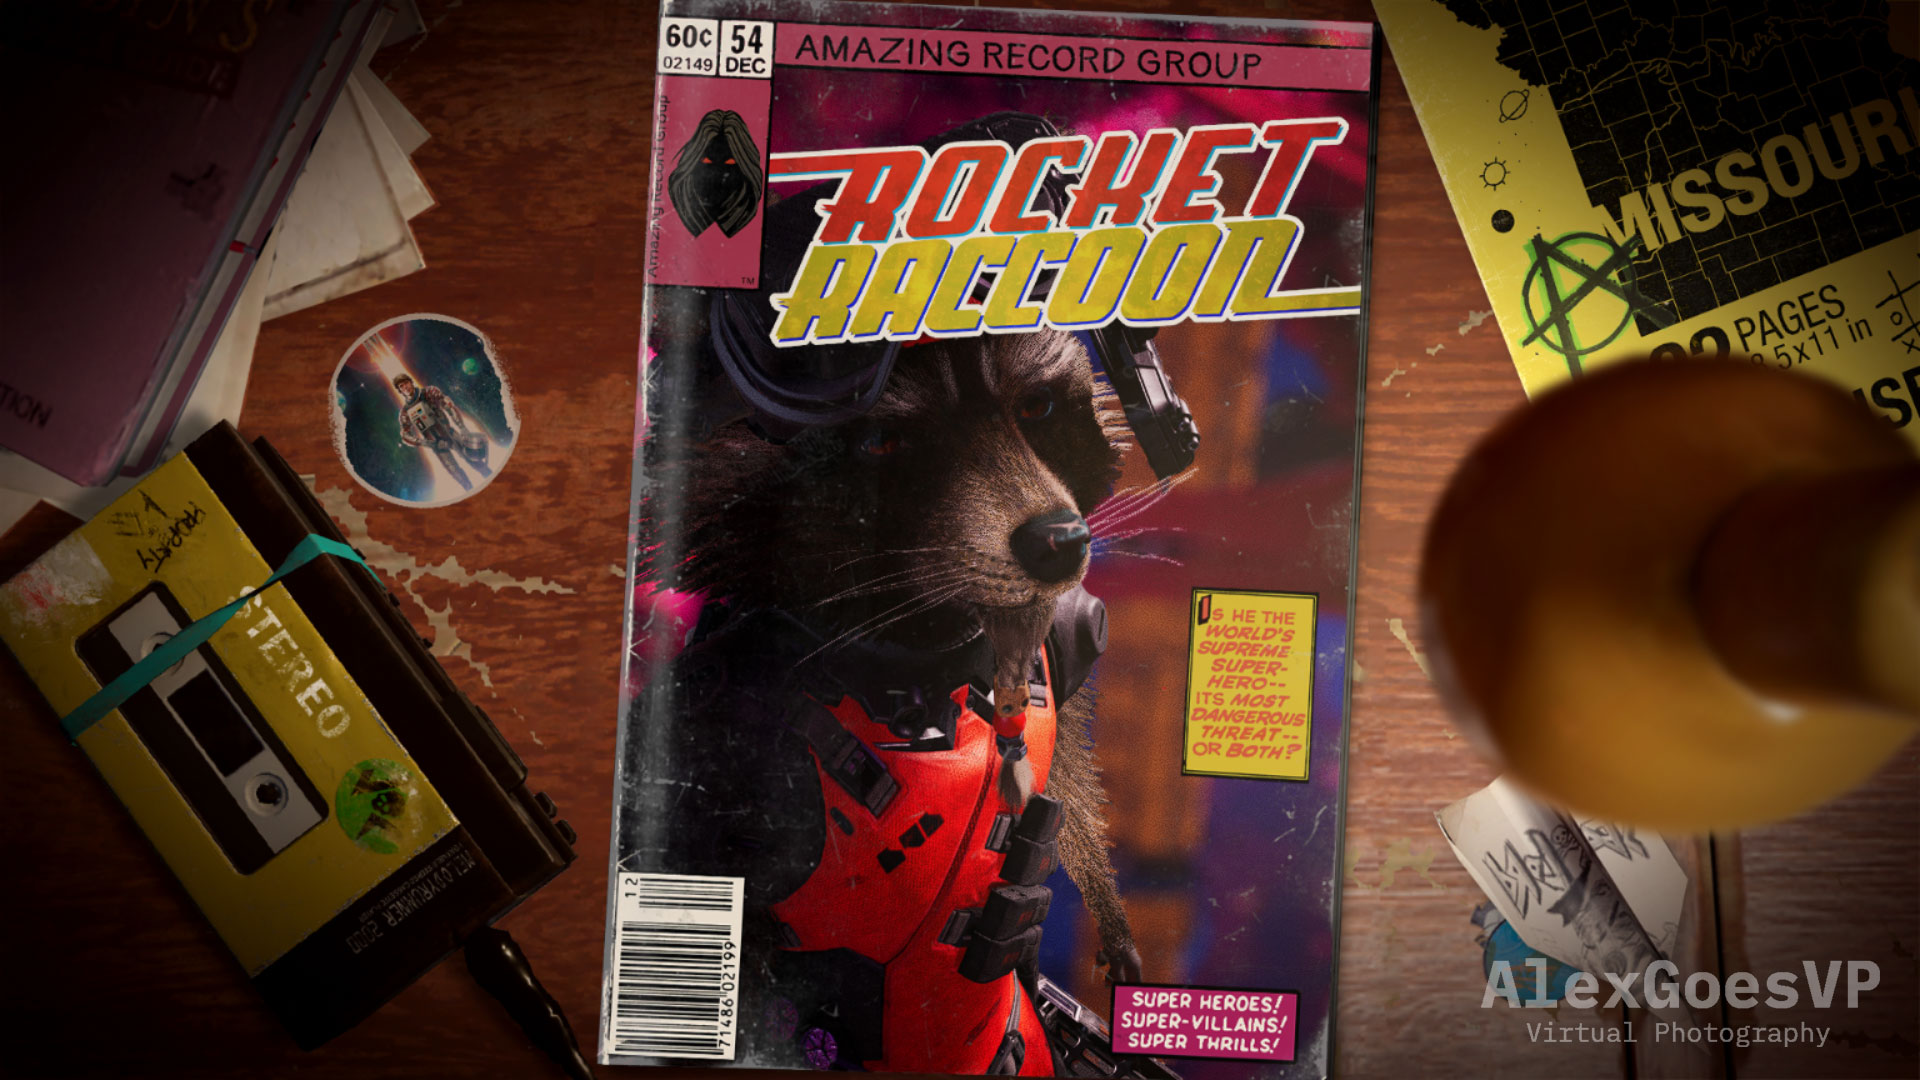 60¢
02149
54
DEC
AMAZING RECORD GROUP
Amazing Record Group
TM
ROCKET
RACCOON
IS HE THE
WORLD'S
SUPREME
SUPER-
HERO--
ITS MOST
DANGEROUS
THREAT--
OR BOTH?
SUPER HEROES!
SUPER-VILLAINS!
SUPER THRILLS!
12
71486 02199
STEREO
MELODYRUNNER 2000
MISSOURI
PAGES
8.5x11 in
AlexGoesVP
Virtual Photography